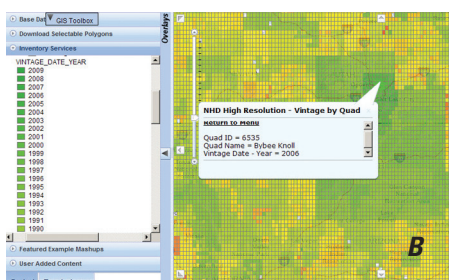 Base Dat
GIS Toolbox
Download Selectable Polygons
Inventory Services
VINTAGE_DATE_YEAR
2009
2008
2007
2006
2005
2004
2003
2002
2001
2000
1999
1998
1997
1996
1995
1994
1993
1992
1991
1990
Featured Example Mashups
User Added Content
Overlays
NHD High Resolution - Vintage by Quad
Return to Menu
Quad ID = 6535
Quad Name = Bybee Knoll
Vintage Date - Year = 2006
B